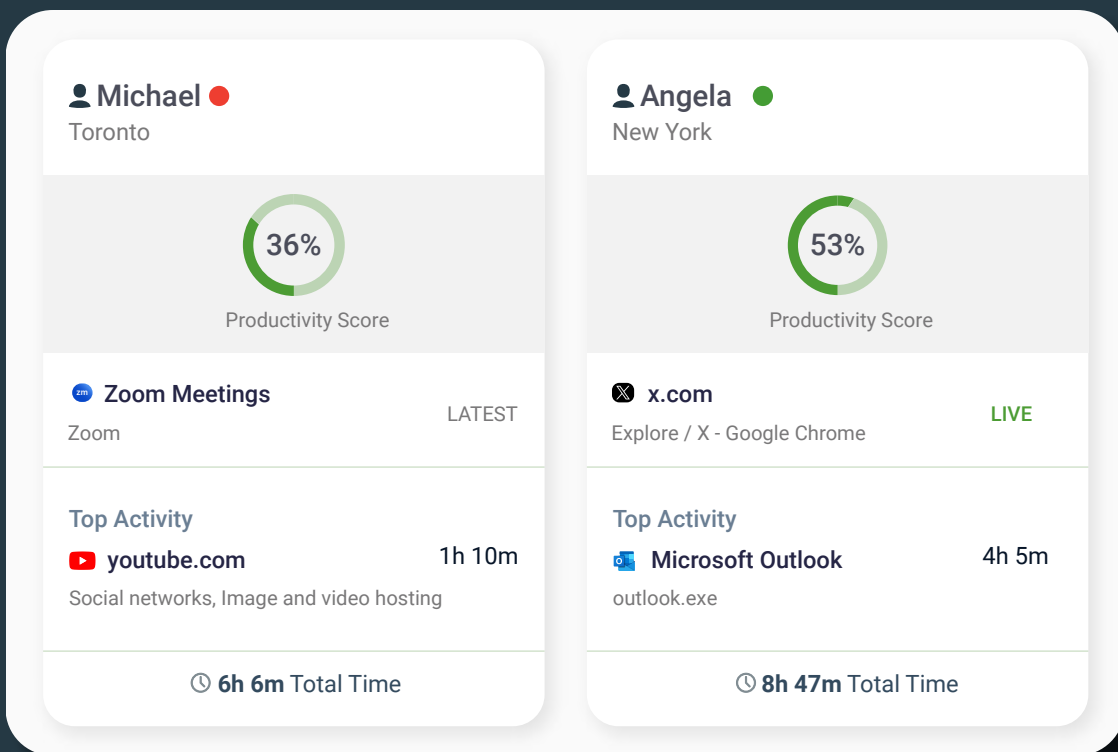 Michael
Toronto
36%
Productivity Score
zm Zoom Meetings
Zoom
LATEST
Top Activity
youtube.com
1h 10m
Social networks, Image and video hosting
6h 6m Total Time
Angela
New York
53%
Productivity Score
X x.com
Explore / X - Google Chrome
LIVE
Top Activity
O Microsoft Outlook
4h 5m
outlook.exe
8h 47m Total Time